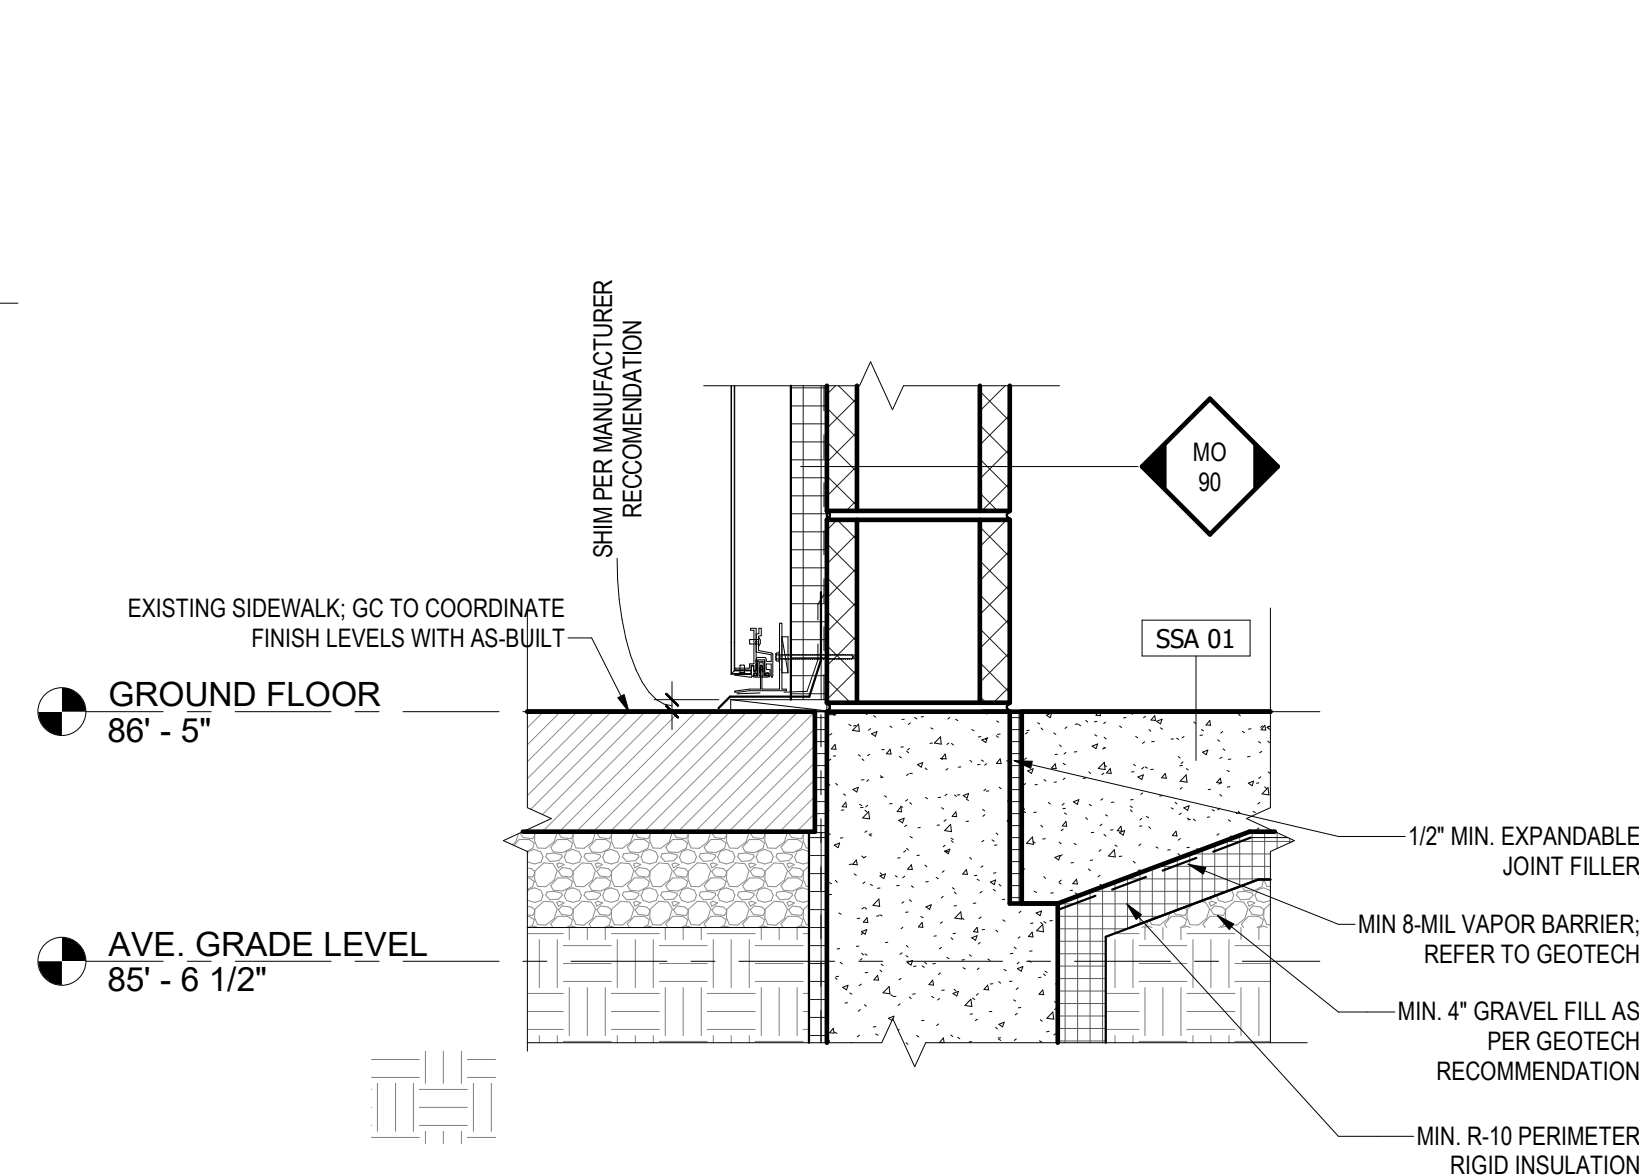 SHIM PER MANUFACTURER
RECCOMENDATION
MO
90
EXISTING SIDEWALK; GC TO COORDINATE
FINISH LEVELS WITH AS-BUILT
SSA 01
GROUND FLOOR
86' - 5"
1/2" MIN. EXPANDABLE
JOINT FILLER
MIN 8-MIL VAPOR BARRIER;
REFER TO GEOTECH
AVE. GRADE LEVEL
85' - 6 1/2"
MIN. 4" GRAVEL FILL AS
PER GEOTECH
RECOMMENDATION
MIN. R-10 PERIMETER
RIGID INSULATION